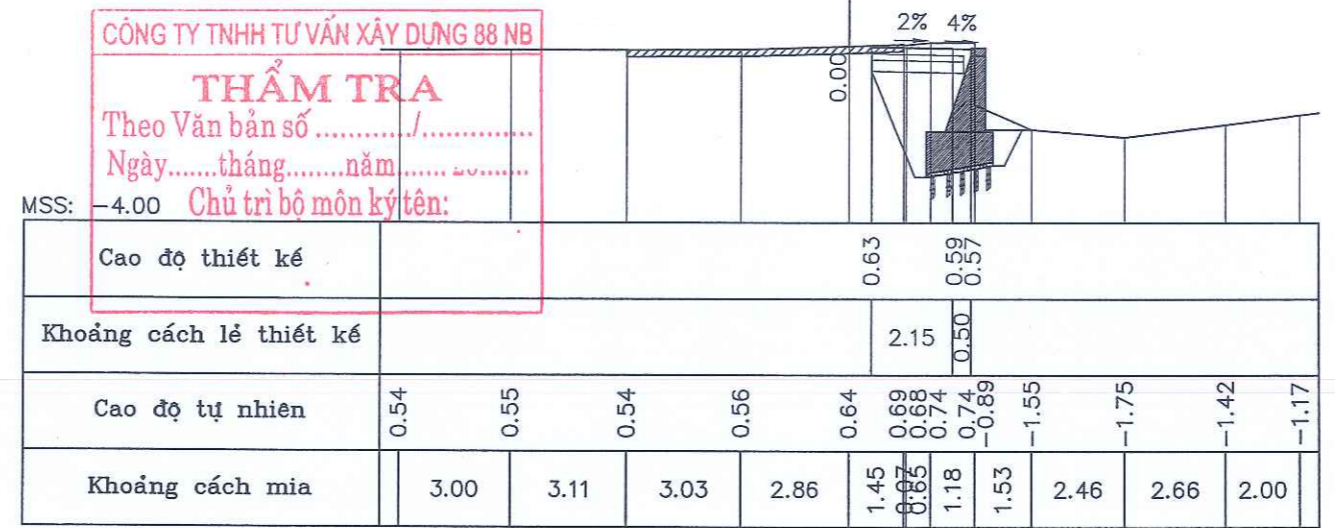 2% 4%
CÔNG TY TNHH TƯ VẤN XÂY DỰNG 88 NB
THẨM TRA
Theo Văn bản số ............/..............
Ngày.......tháng........năm
Chủ trì bộ môn ký tên:
0.00
MSS: -4.00
Cao độ thiết kế 0.63 0.59 0.57
Khoảng cách lẻ thiết kế 2.15 0.50
Cao độ tự nhiên 0.54 0.55 0.54 0.56 0.64 0.69 0.68 0.74 0.74 -0.89 -1.55 -1.75 -1.42 -1.17
Khoảng cách mia 3.00 3.11 3.03 2.86 1.45 0.07 0.65 1.18 1.53 2.46 2.66 2.00